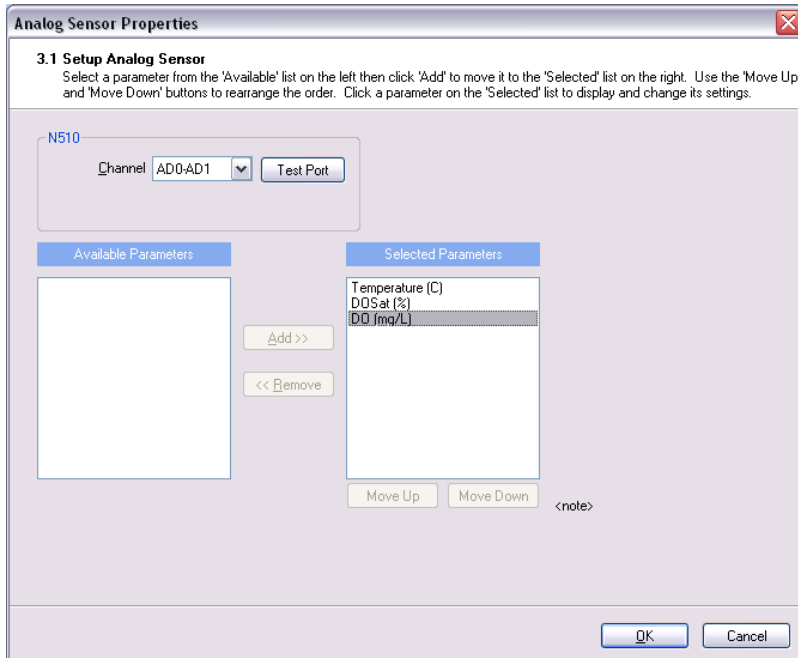 Analog Sensor Properties
3.1 Setup Analog Sensor
Select a parameter from the 'Available' list on the left then click 'Add' to move it to the 'Selected' list on the right. Use the 'Move Up
and 'Move Down' buttons to rearrange the order. Click a parameter on the 'Selected' list to display and change its settings.
N510
Channel AD0-AD1 Test Port
Available Parameters
Selected Parameters
Temperature (C)
DOSat (%)
DO (mg/L)
Add >>
<< Remove
Move Up Move Down <note>
OK Cancel